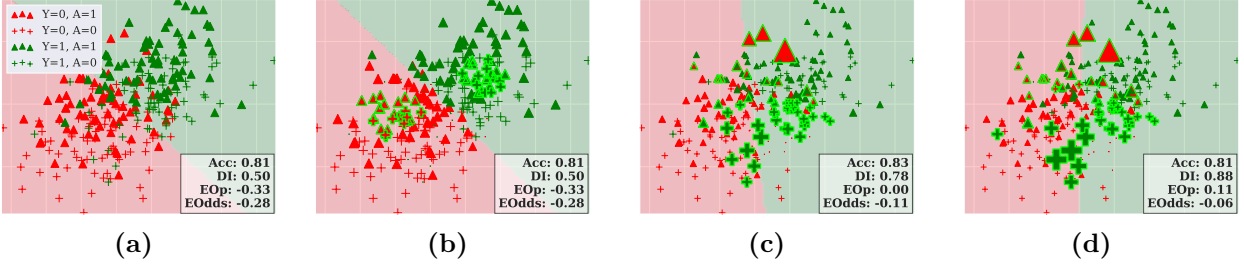 Y=0, A=1
Y=0, A=0
Y=1, A=1
Y=1, A=0
Acc: 0.81
DI: 0.50
EOp: -0.33
EOdds: -0.28
(a)
Acc: 0.81
DI: 0.50
EOp: -0.33
EOdds: -0.28
(b)
Acc: 0.83
DI: 0.78
EOp: 0.00
EOdds: -0.11
(c)
Acc: 0.81
DI: 0.88
EOp: 0.11
EOdds: -0.06
(d)